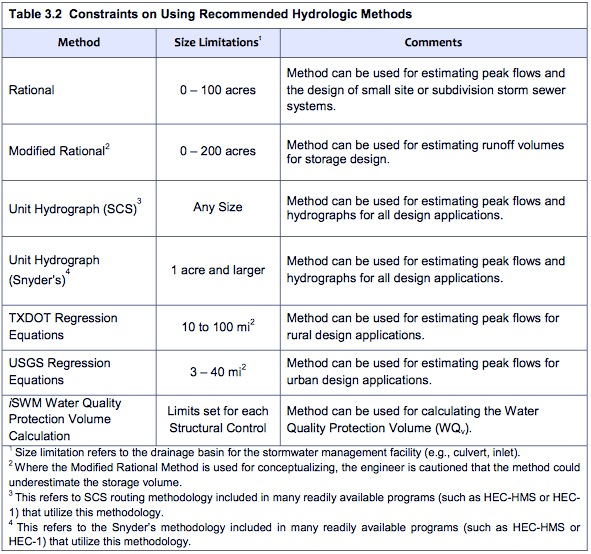 Table 3.2 Constraints on Using Recommended Hydrologic Methods
Method Size Limitations¹ Comments
Rational 0 – 100 acres Method can be used for estimating peak flows and
the design of small site or subdivision storm sewer
systems.
Modified Rational² 0 – 200 acres Method can be used for estimating runoff volumes
for storage design.
Unit Hydrograph (SCS)³ Any Size Method can be used for estimating peak flows and
hydrographs for all design applications.
Unit Hydrograph
(Snyder's)⁴ 1 acre and larger Method can be used for estimating peak flows and
hydrographs for all design applications.
TXDOT Regression
Equations 10 to 100 mi² Method can be used for estimating peak flows for
rural design applications.
USGS Regression
Equations 3 – 40 mi² Method can be used for estimating peak flows for
urban design applications.
iSWM Water Quality
Protection Volume
Calculation Limits set for each
Structural Control Method can be used for calculating the Water
Quality Protection Volume (WQᵥ).
¹ Size limitation refers to the drainage basin for the stormwater management facility (e.g., culvert, inlet).
² Where the Modified Rational Method is used for conceptualizing, the engineer is cautioned that the method could
underestimate the storage volume.
³ This refers to SCS routing methodology included in many readily available programs (such as HEC-HMS or HEC-
1) that utilize this methodology.
⁴ This refers to the Snyder's methodology included in many readily available programs (such as HEC-HMS or
HEC-1) that utilize this methodology.